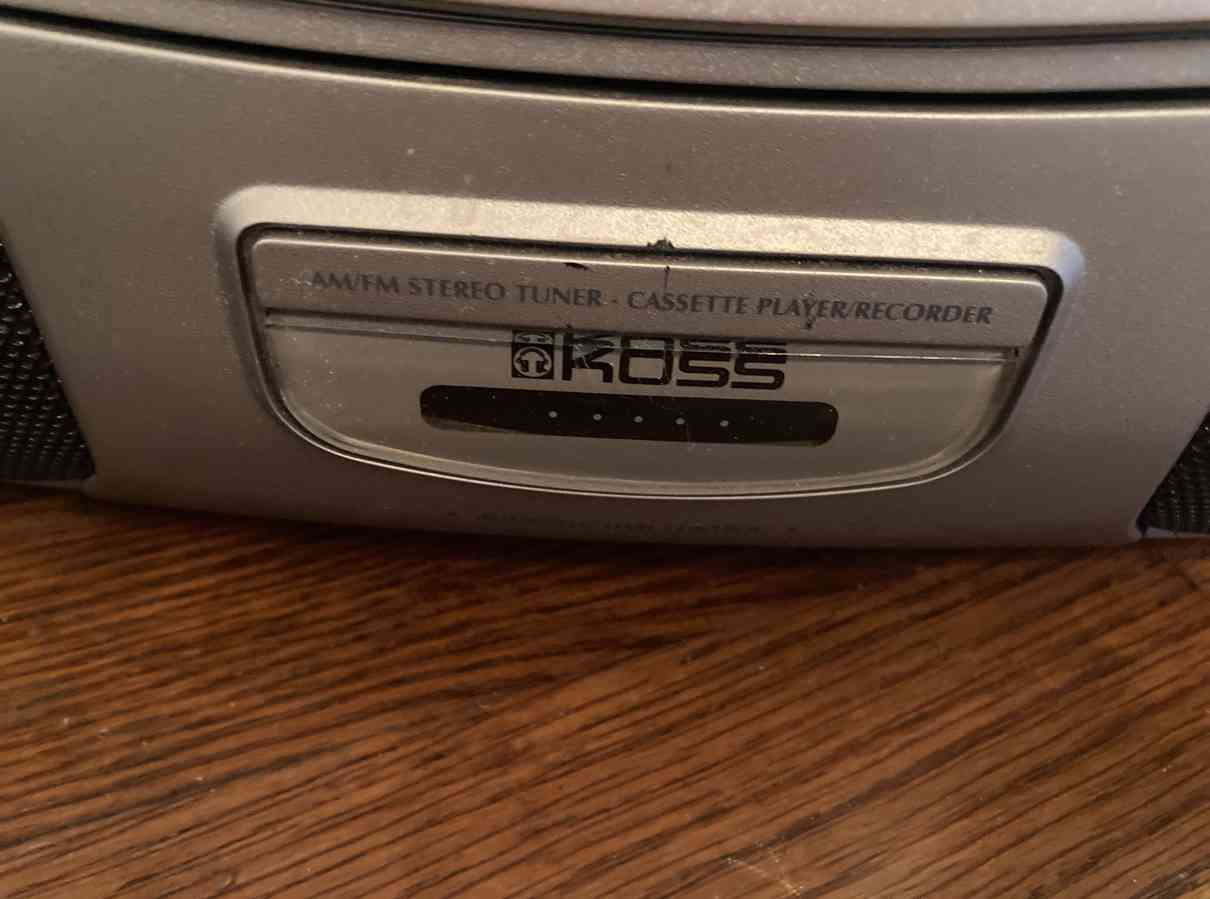 AM/FM STEREO TUNER · CASSETTE PLAYER/RECORDER
KOSS